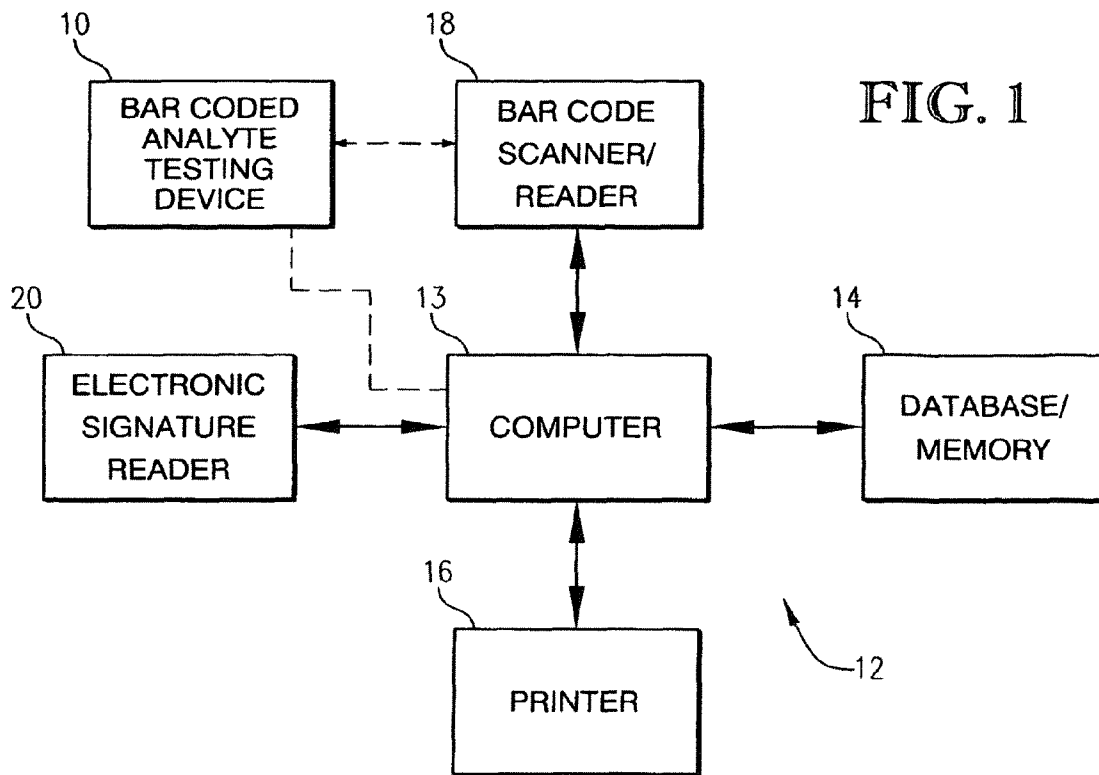 10
18
FIG. 1
BAR CODED
ANALYTE
TESTING
DEVICE
BAR CODE
SCANNER/
READER
20
13
14
ELECTRONIC
SIGNATURE
READER
COMPUTER
DATABASE/
MEMORY
16
12
PRINTER